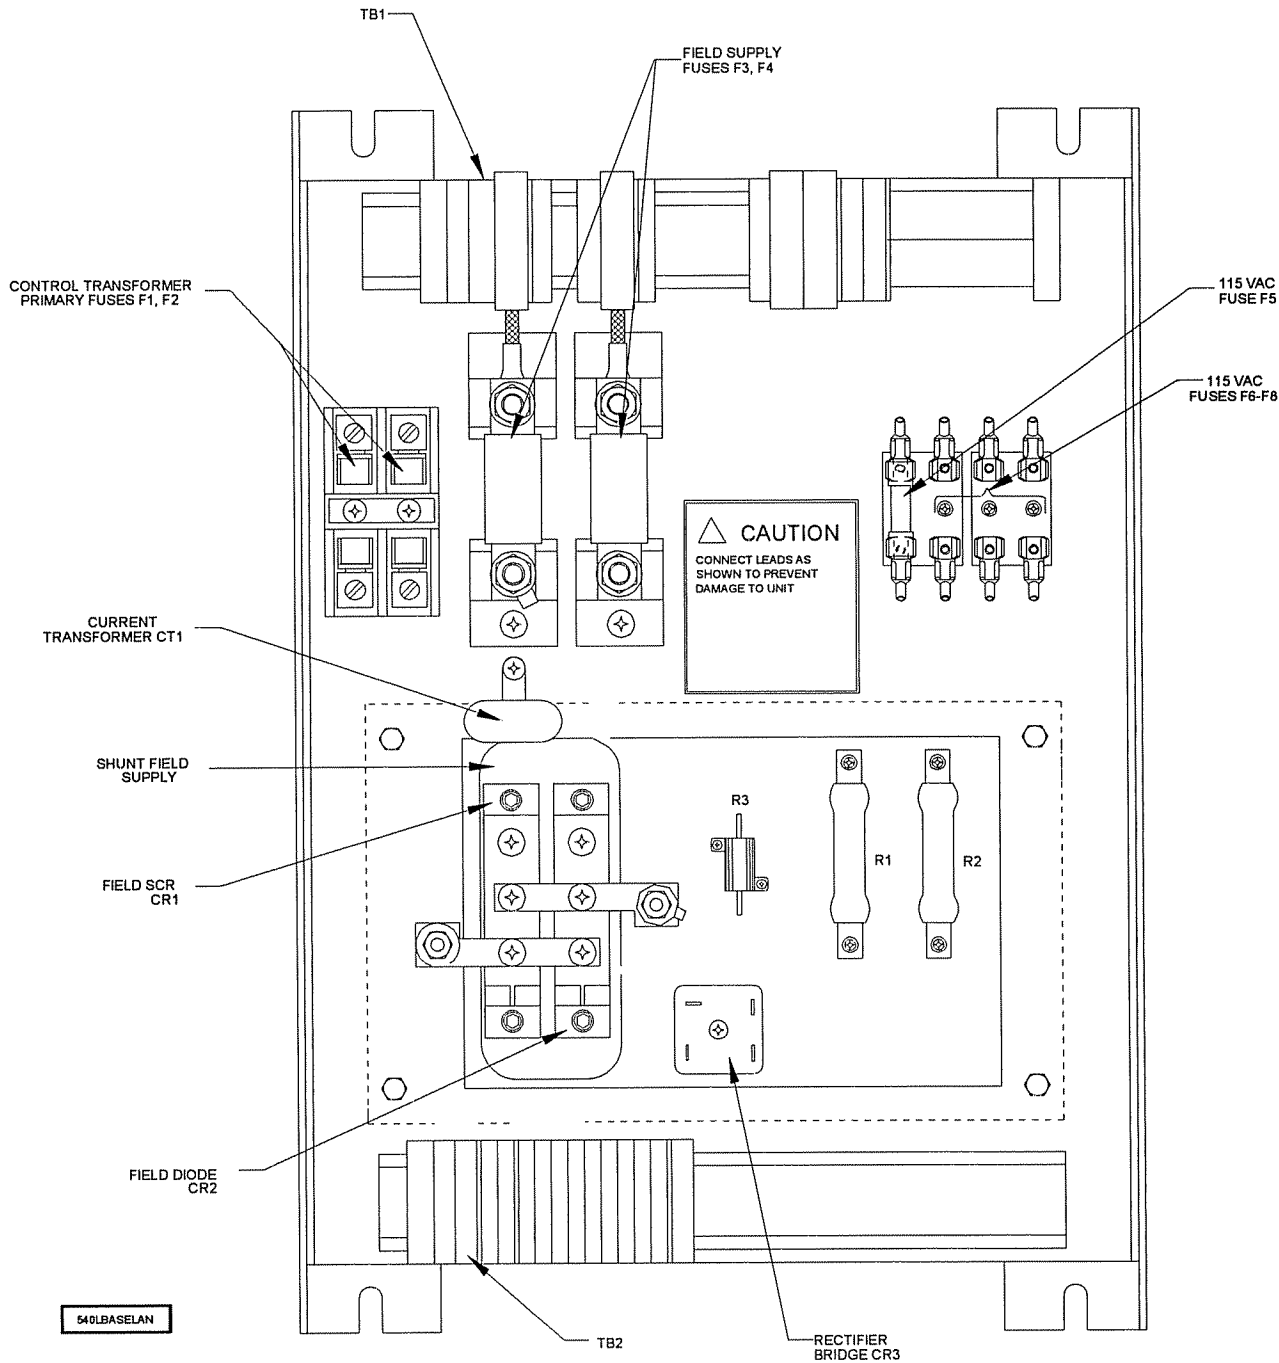 TB1
FIELD SUPPLY
FUSES F3, F4
CONTROL TRANSFORMER
PRIMARY FUSES F1, F2
115 VAC
FUSE F5
115 VAC
FUSES F6-F8
CAUTION
CONNECT LEADS AS
SHOWN TO PREVENT
DAMAGE TO UNIT
CURRENT
TRANSFORMER CT1
SHUNT FIELD
SUPPLY
R3
R1
R2
FIELD SCR
CR1
FIELD DIODE
CR2
540LBASELAN
TB2
RECTIFIER
BRIDGE CR3